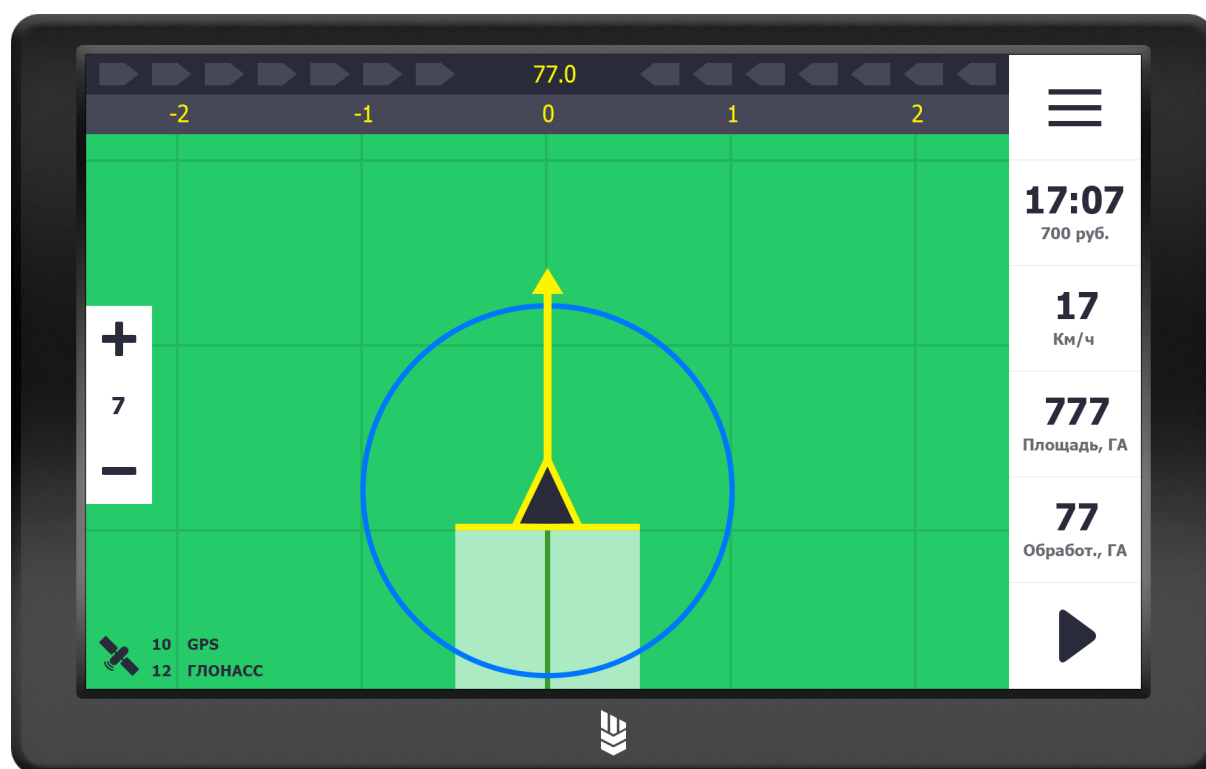 77.0
-2 -1 0 1 2
17:07
700 руб.
17
Км/ч
777
Площадь, ГА
77
Обработ., ГА
7
10 GPS
12 ГЛОНАСС